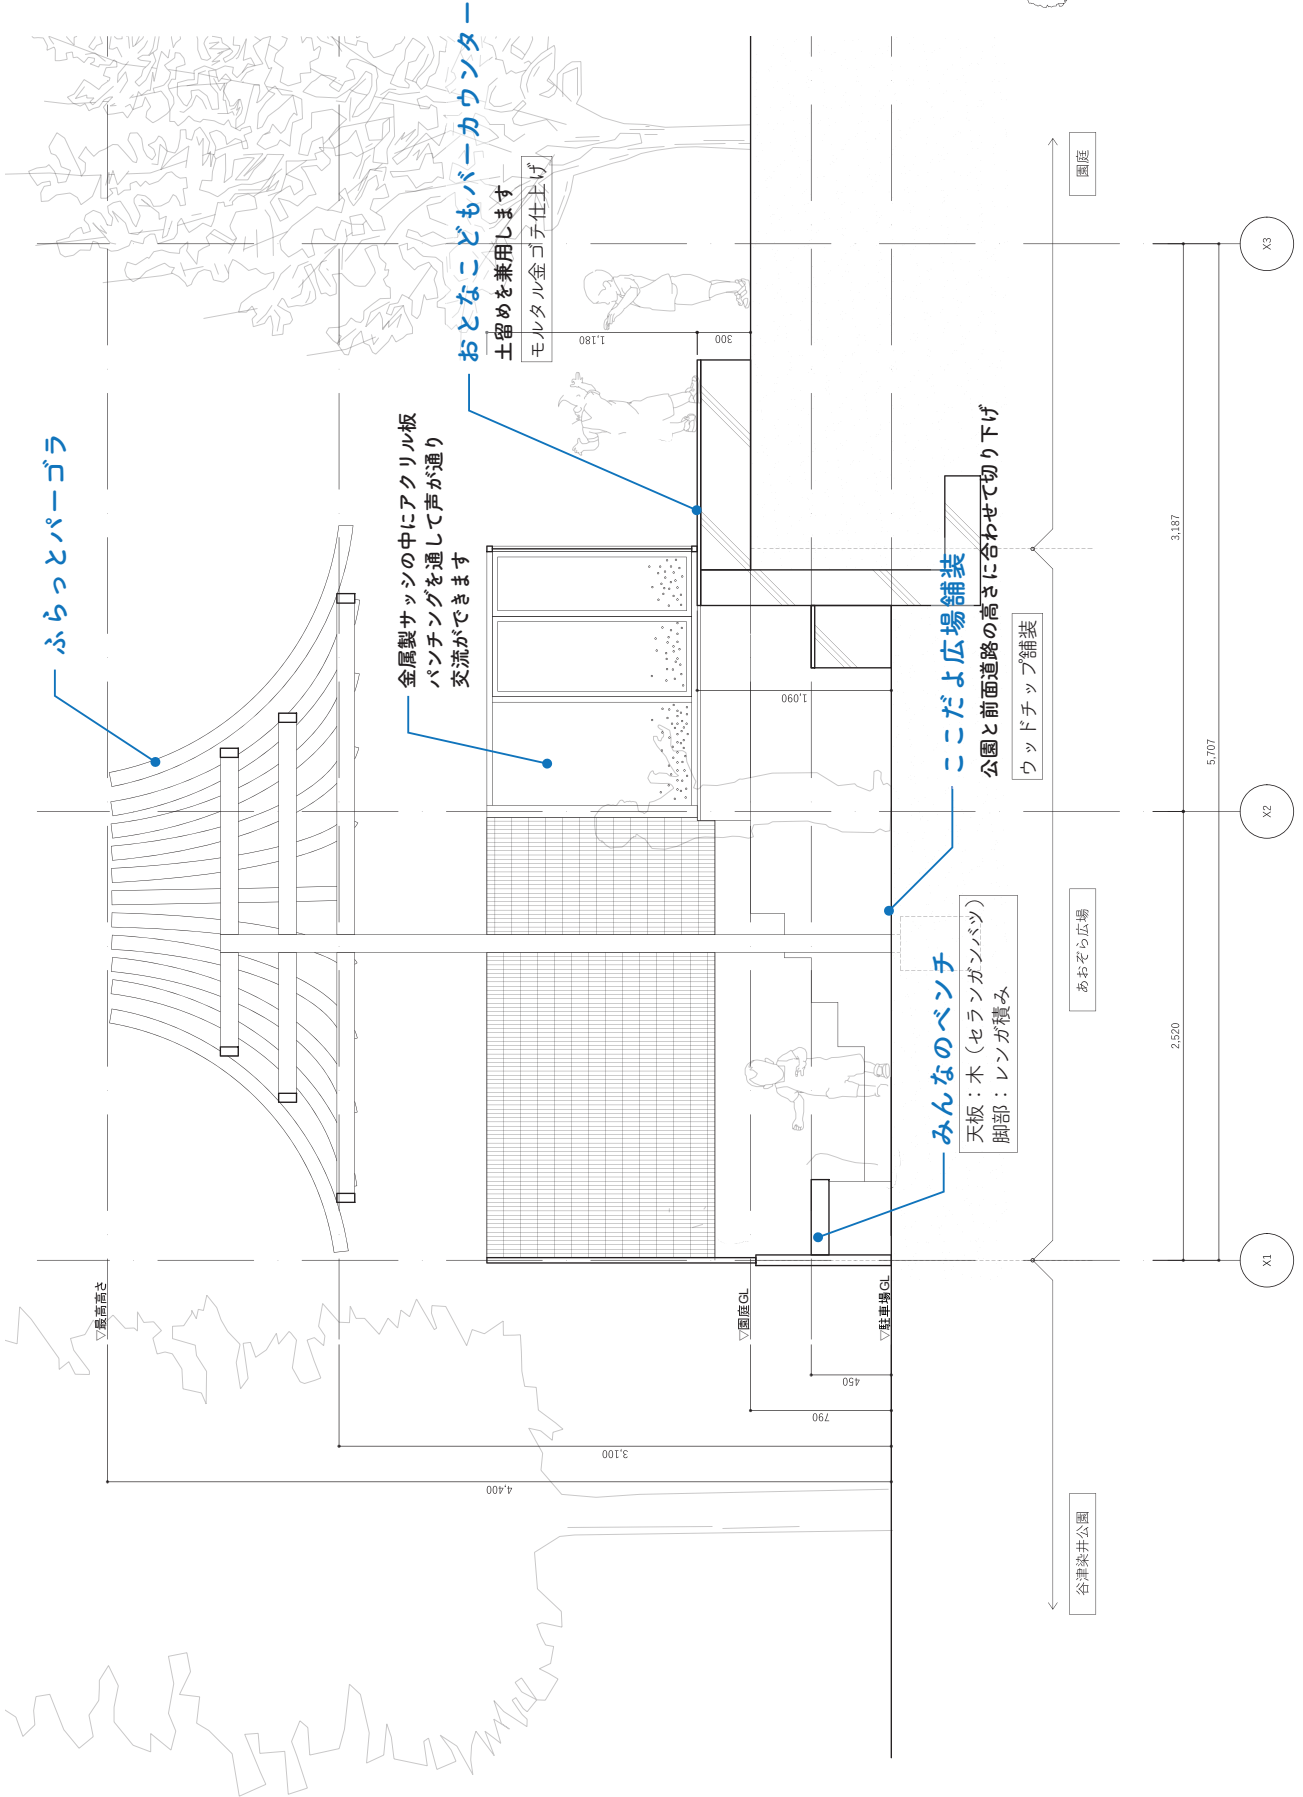 ふらっとパーゴラ
金属製サッシの中にアクリル板
パンチングを通して声が通り
交流ができます
おとなこどもバーカウンター
土留めを兼用します
モルタル金ゴテ仕上げ
ここだよ広場舗装
公園と前面道路の高さに合わせて切り下げ
ウッドチップ舗装
みんなのベンチ
天板：木（セランガンバツ）
脚部：レンガ積み
▽最高高さ
▽園庭GL
▽駐車場GL
4,400
3,100
790
450
1,090
1,180
300
谷津染井公園
あおぞら広場
園庭
2,520
3,187
5,707
X1
X2
X3